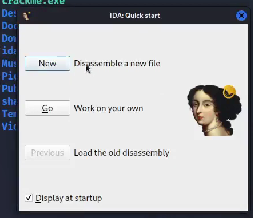 Crackme.exe
IDA: Quick start
New Disassemble a new file
Go Work on your own
Previous Load the old disassembly
Display at startup